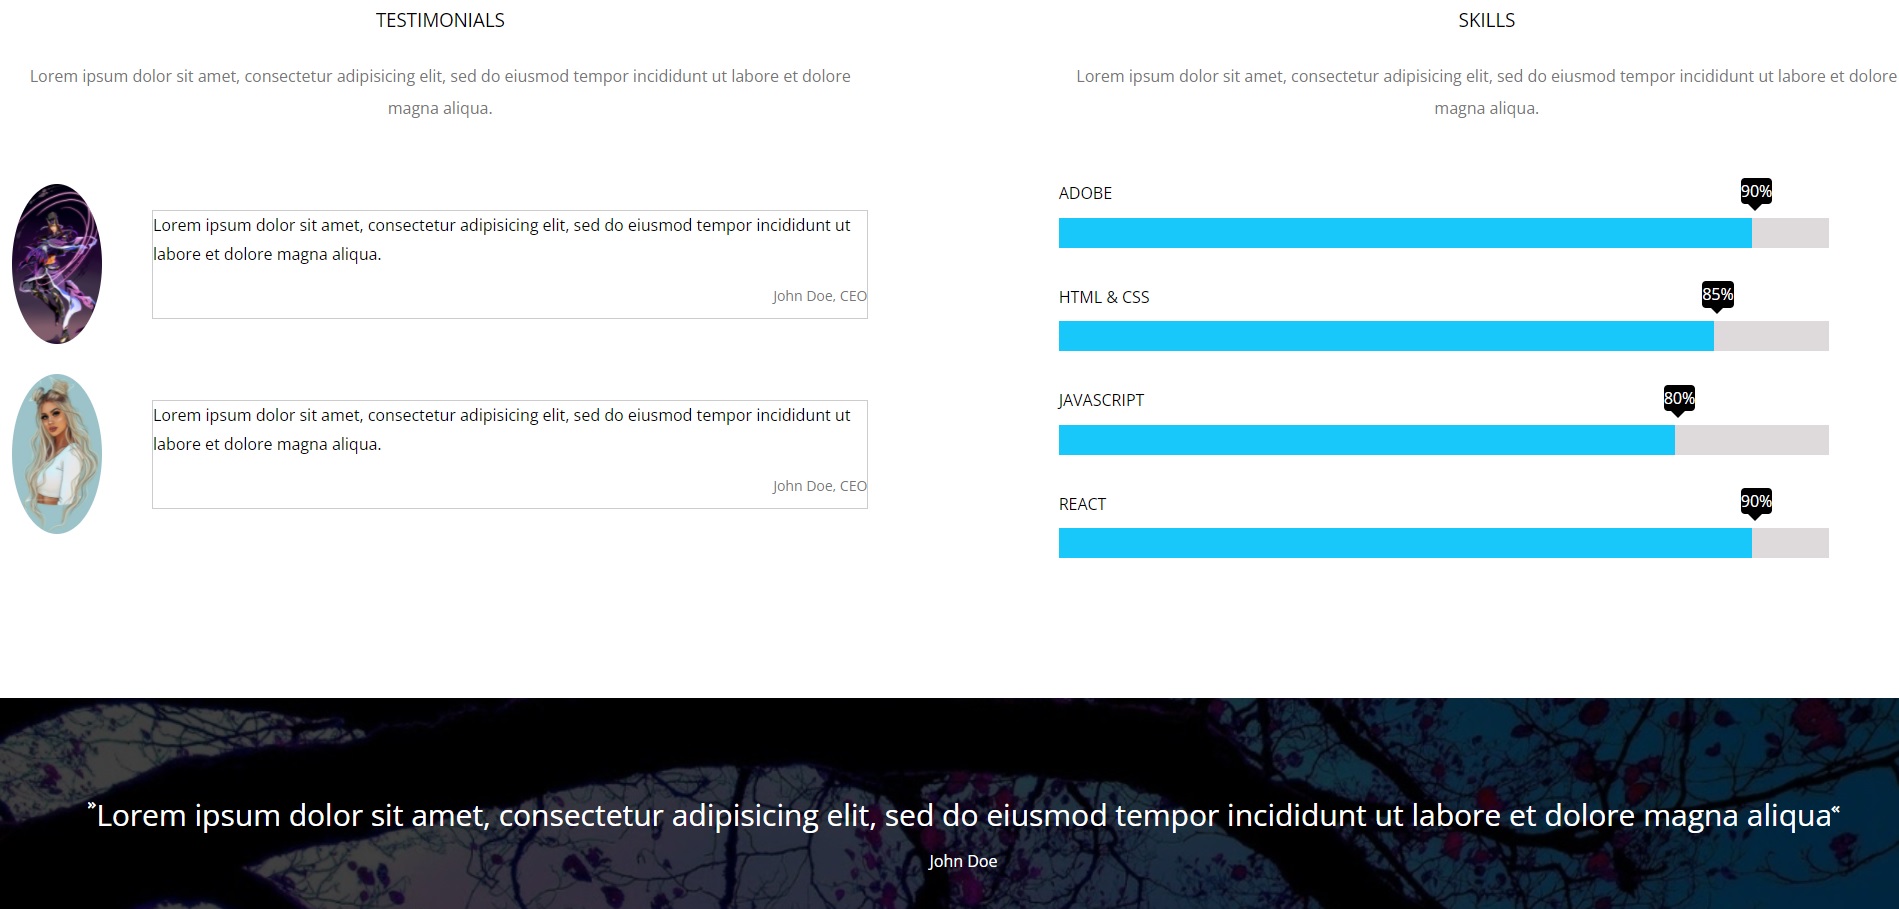 TESTIMONIALS
Lorem ipsum dolor sit amet, consectetur adipisicing elit, sed do eiusmod tempor incididunt ut labore et dolore
magna aliqua.
Lorem ipsum dolor sit amet, consectetur adipisicing elit, sed do eiusmod tempor incididunt ut
labore et dolore magna aliqua.
John Doe, CEO
Lorem ipsum dolor sit amet, consectetur adipisicing elit, sed do eiusmod tempor incididunt ut
labore et dolore magna aliqua.
John Doe, CEO
SKILLS
Lorem ipsum dolor sit amet, consectetur adipisicing elit, sed do eiusmod tempor incididunt ut labore et dolore
magna aliqua.
ADOBE
90%
HTML & CSS
85%
JAVASCRIPT
80%
REACT
90%
»Lorem ipsum dolor sit amet, consectetur adipisicing elit, sed do eiusmod tempor incididunt ut labore et dolore magna aliqua«
John Doe